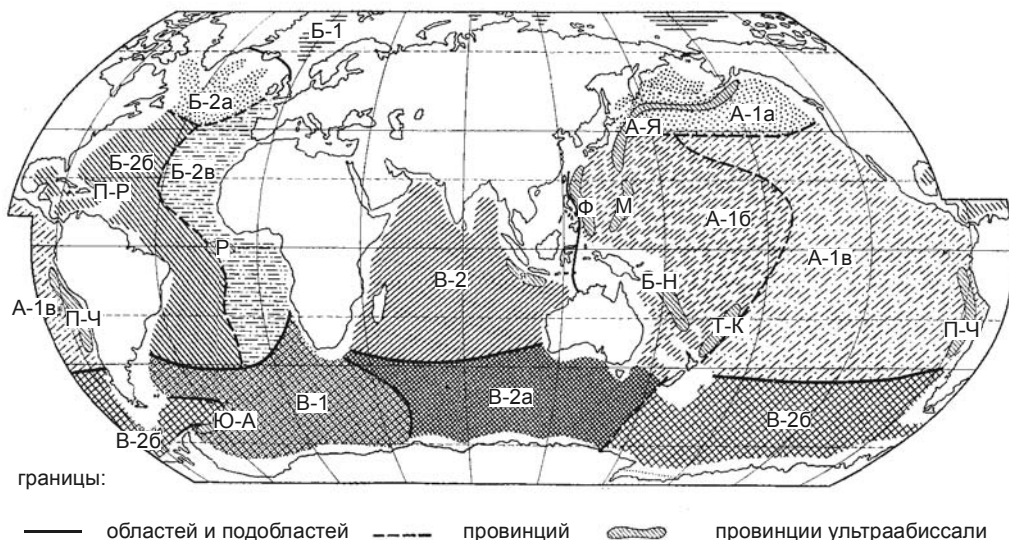 Б-1
Б-2а
А-1а
А-Я
Б-2б
Б-2в
П-Р
Ф
М
А-1б
Р
А-1в
В-2
Б-Н
А-1в
П-Ч
Т-К
П-Ч
В-1
В-2а
Ю-А
В-2б
В-2б
границы:
областей и подобластей провинций провинции ультраабиссали